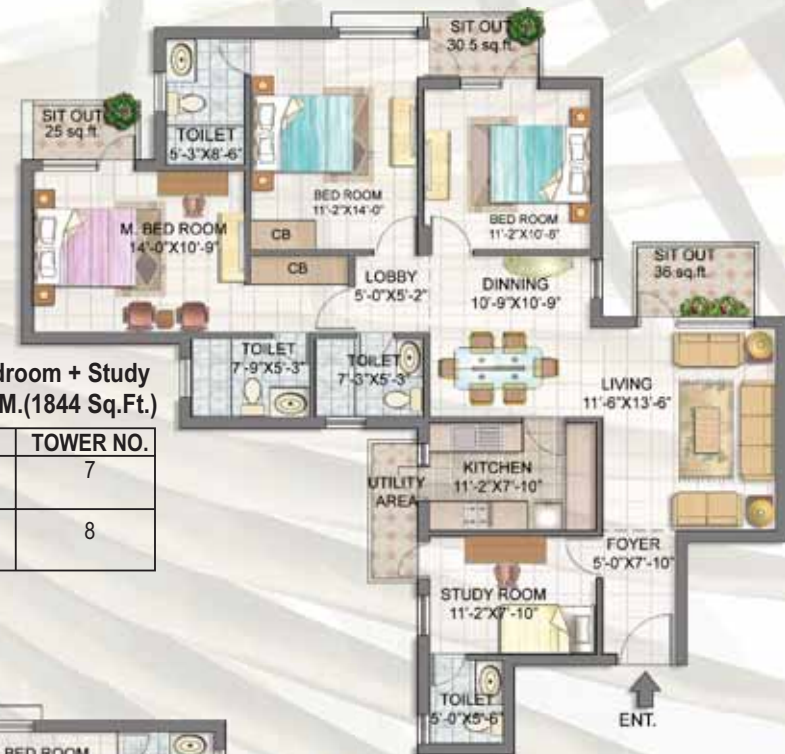 SIT OUT
30.5 sq.ft.
SIT OUT
25 sq.ft.
TOILET
5'-3"X8'-6"
BED ROOM
11'-2"X14'-0"
BED ROOM
11'-2"X10'-8"
M. BED ROOM
14'-0"X10'-9"
CB
CB
LOBBY
5'-0"X5'-2"
DINNING
10'-9"X10'-9"
SIT OUT
36 sq.ft.
TOILET
7'-9"X5'-3"
TOILET
7'-3"X5'-3"
LIVING
11'-6"X13'-6"
droom + Study
M.(1844 Sq.Ft.)
TOWER NO.
7
8
KITCHEN
11'-2"X7'-10"
UTILITY
AREA
FOYER
5'-0"X7'-10"
STUDY ROOM
11'-2"X7'-10"
TOILET
5'-0"X5'-6"
ENT.
BED ROOM